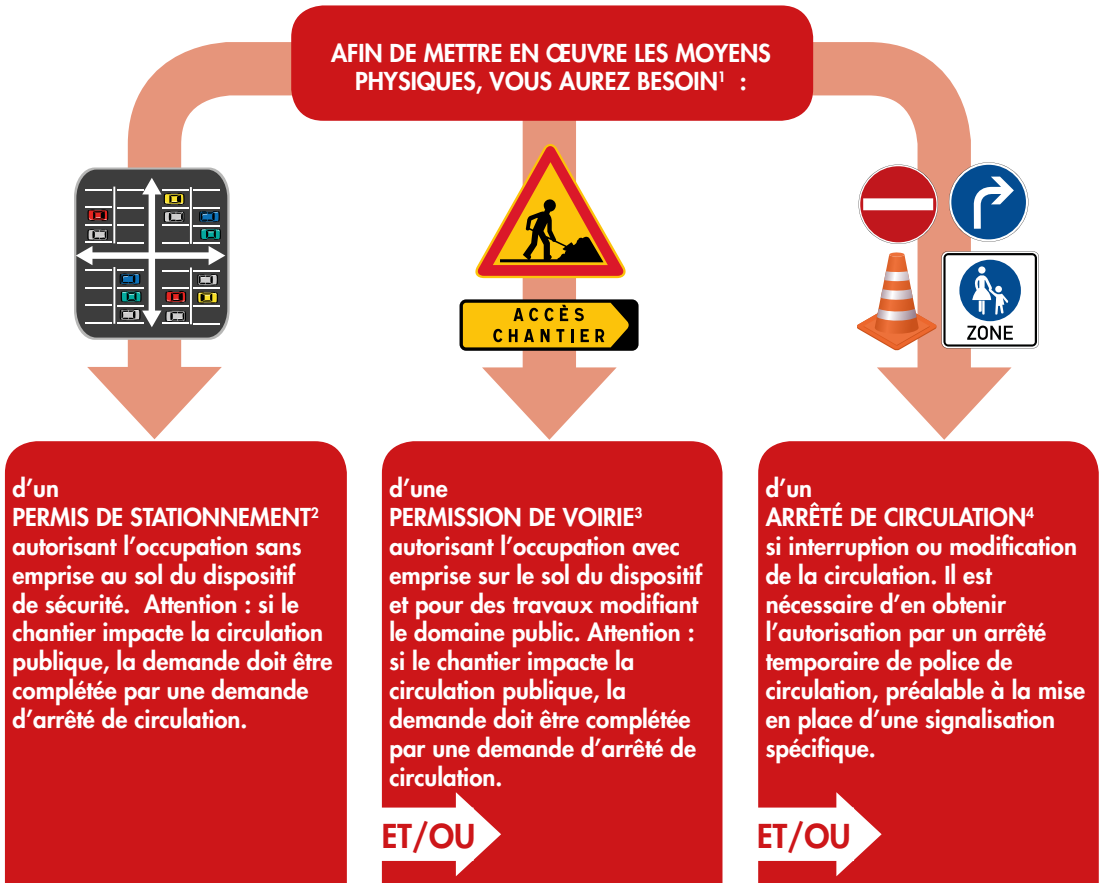 AFIN DE METTRE EN ŒUVRE LES MOYENS
PHYSIQUES, VOUS AUREZ BESOIN¹ :
ACCÈS
CHANTIER
ZONE
d'un
PERMIS DE STATIONNEMENT²
autorisant l'occupation sans
emprise au sol du dispositif
de sécurité. Attention : si le
chantier impacte la circulation
publique, la demande doit être
complétée par une demande
d'arrêté de circulation.
d'une
PERMISSION DE VOIRIE³
autorisant l'occupation avec
emprise sur le sol du dispositif
et pour des travaux modifiant
le domaine public. Attention :
si le chantier impacte la
circulation publique, la
demande doit être complétée
par une demande d'arrêté de
circulation.
ET/OU
d'un
ARRÊTÉ DE CIRCULATION⁴
si interruption ou modification
de la circulation. Il est
nécessaire d'en obtenir
l'autorisation par un arrêté
temporaire de police de
circulation, préalable à la mise
en place d'une signalisation
spécifique.
ET/OU